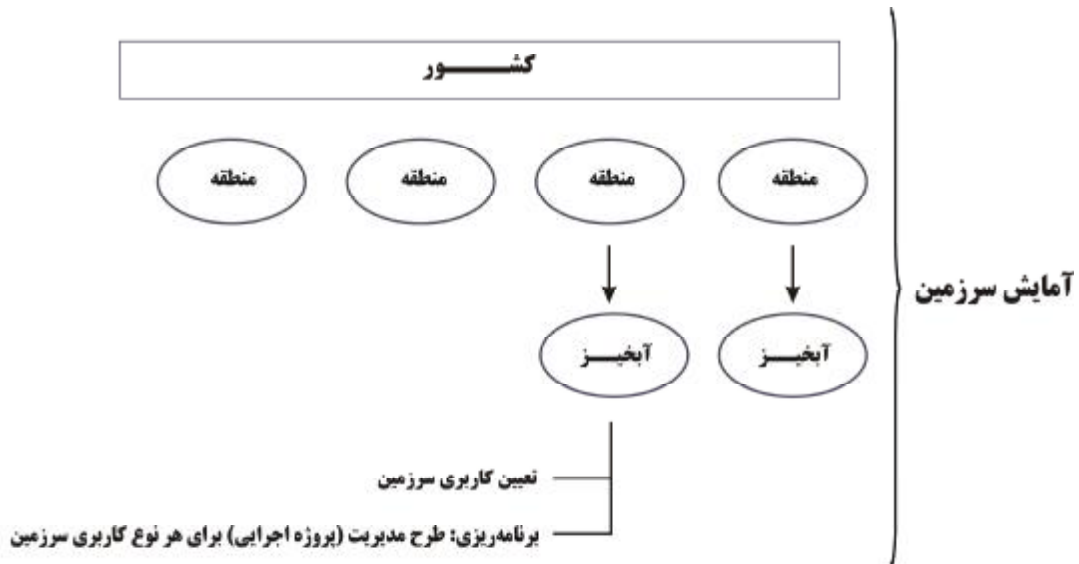 کشـــــــور
منطقه
منطقه
منطقه
منطقه
آمایش سرزمین
آبخیـــز
آبخیـــز
تعیین کاربری سرزمین
برنامه‌ریزی: طرح مدیریت (پروژه اجرایی) برای هر نوع کاربری سرزمین